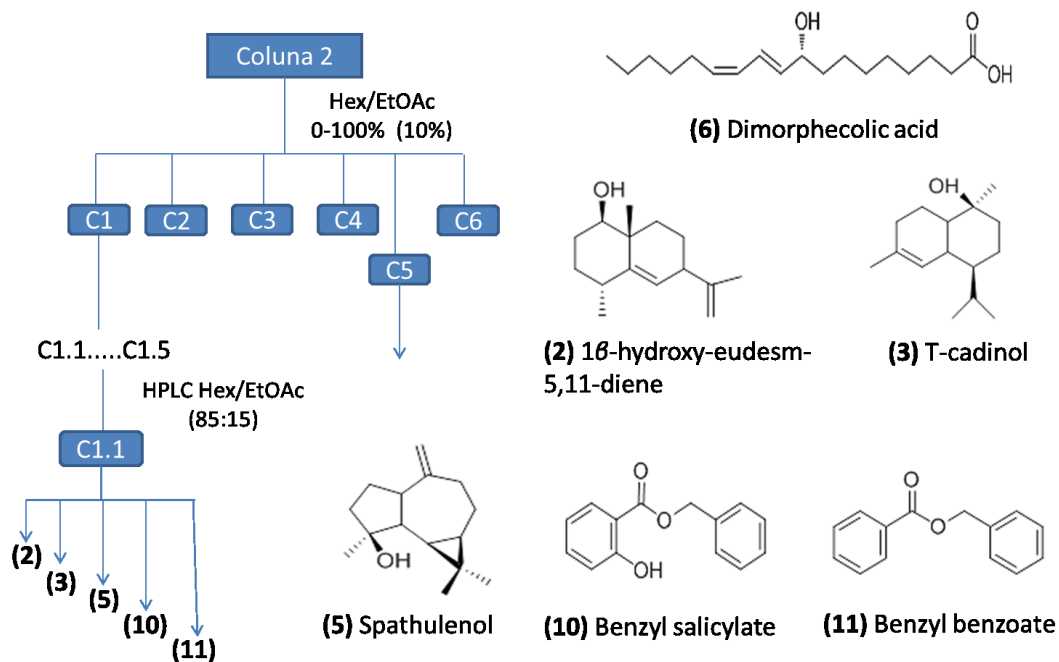 Coluna 2
Hex/EtOAc
0-100%  (10%)
C1
C2
C3
C4
C5
C6
C1.1.....C1.5
HPLC Hex/EtOAc
(85:15)
C1.1
(2)
(3)
(5)
(10)
(11)
OH
O
OH
(6) Dimorphecolic acid
OH
(2) 1β-hydroxy-eudesm-
5,11-diene
OH
(3) T-cadinol
OH
(5) Spathulenol
O
O
OH
(10) Benzyl salicylate
O
O
(11) Benzyl benzoate